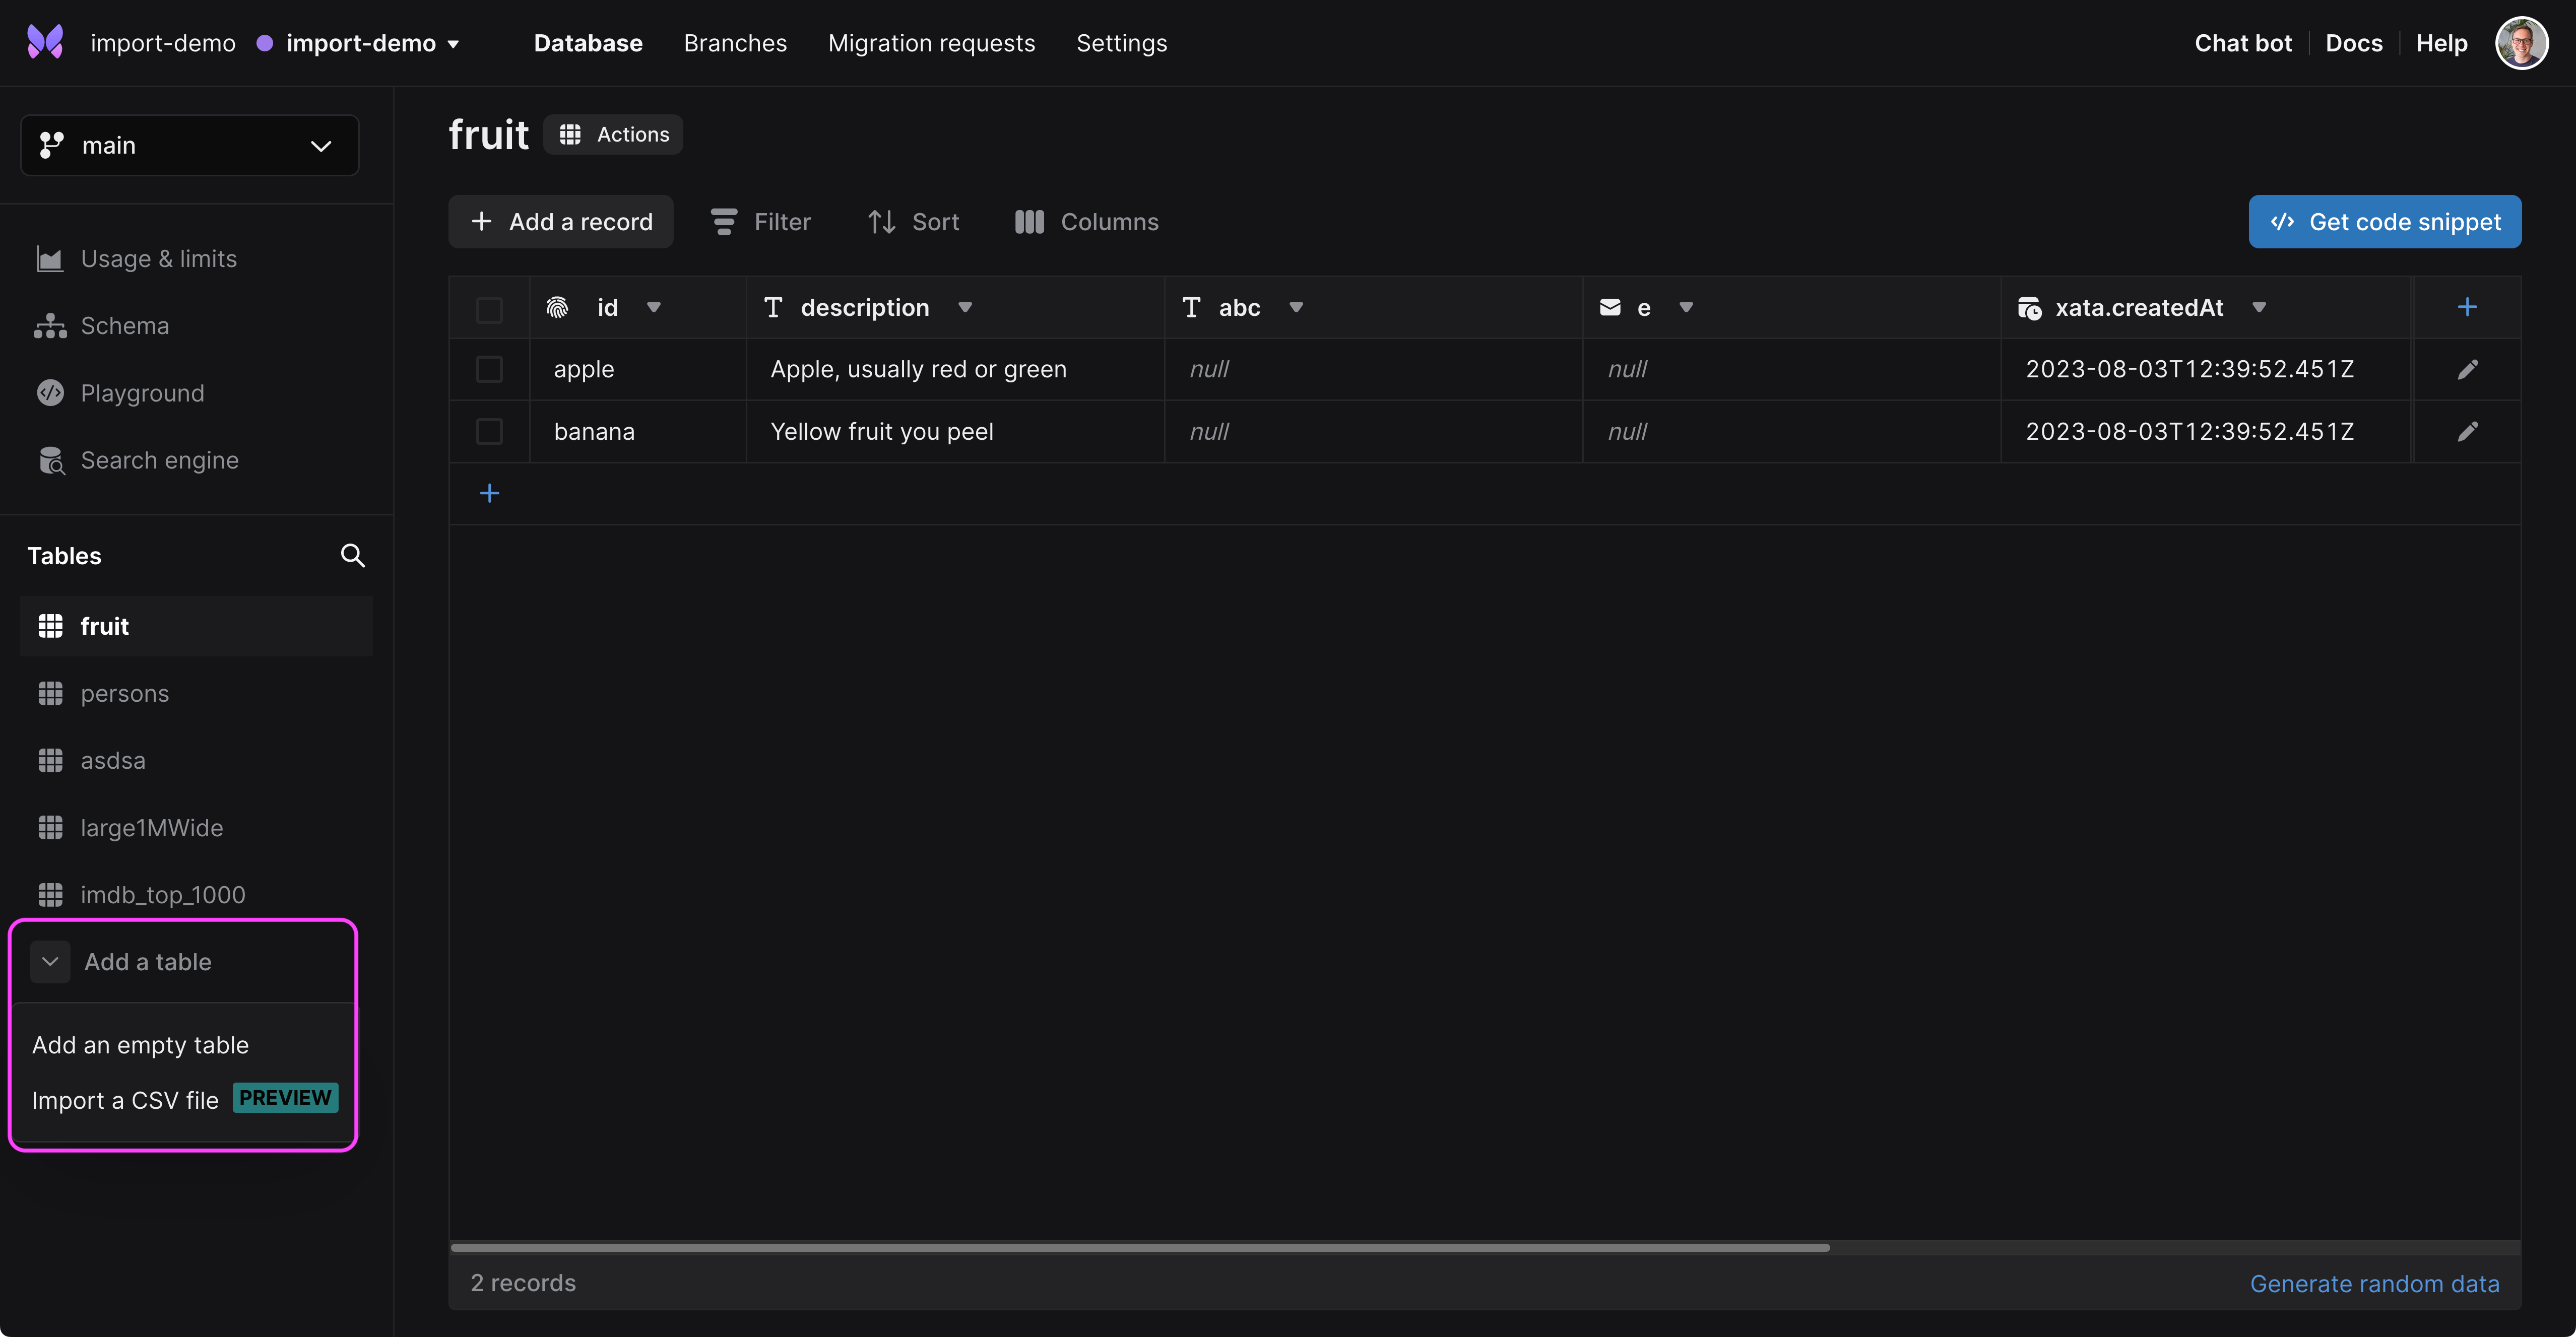 import-demo import-demo Database Branches Migration requests Settings Chat bot Docs Help
main
Usage & limits
Schema
Playground
Search engine
Tables
fruit
persons
asdsa
large1MWide
imdb_top_1000
Add a table
Add an empty table
Import a CSV file PREVIEW
fruit Actions
Add a record Filter Sort Columns Get code snippet
id description abc e xata.createdAt
apple Apple, usually red or green null null 2023-08-03T12:39:52.451Z
banana Yellow fruit you peel null null 2023-08-03T12:39:52.451Z
2 records Generate random data